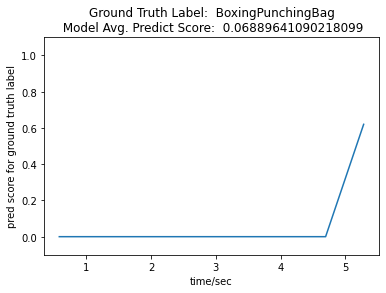 Ground Truth Label:  BoxingPunchingBag
Model Avg. Predict Score:  0.06889641090218099
pred score for ground truth label
1.0
0.8
0.6
0.4
0.2
0.0
1 2 3 4 5
time/sec